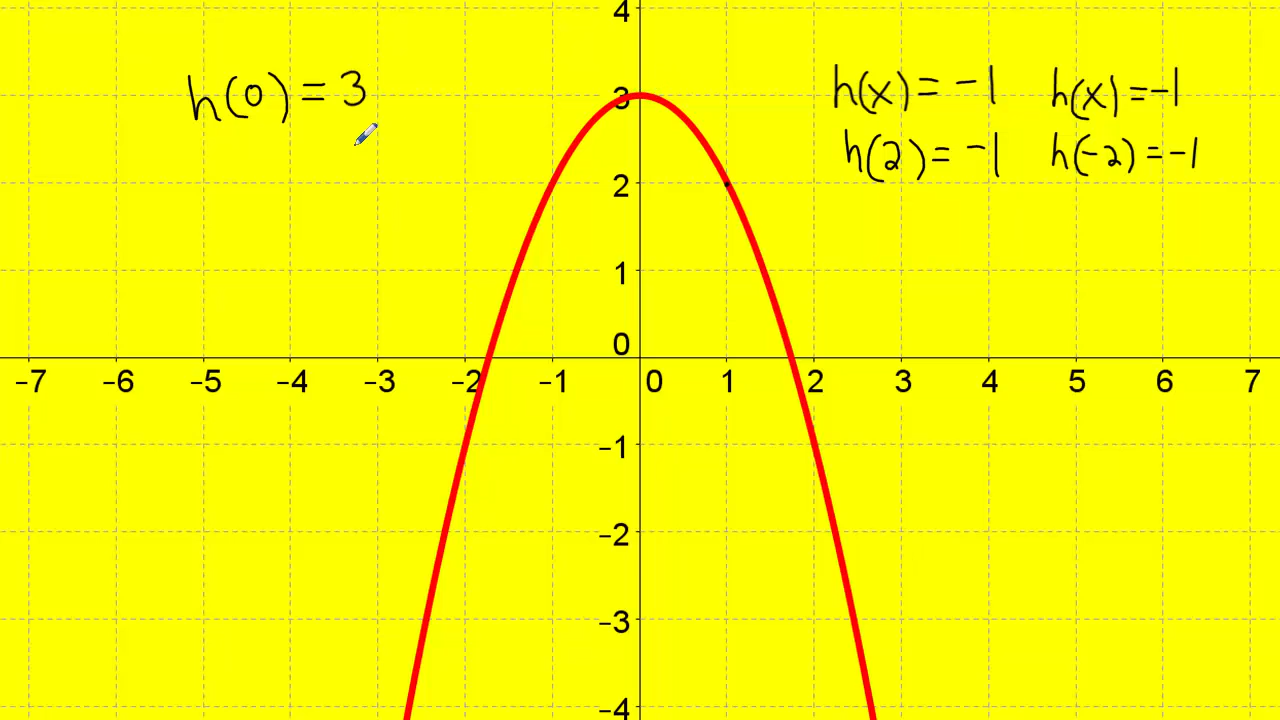 4
h(0) = 3
h(x) = -1
h(x) = -1
3
h(2) = -1
h(-2) = -1
2
1
0
-7 -6 -5 -4 -3 -2 -1 0 1 2 3 4 5 6 7
-1
-2
-3
-4